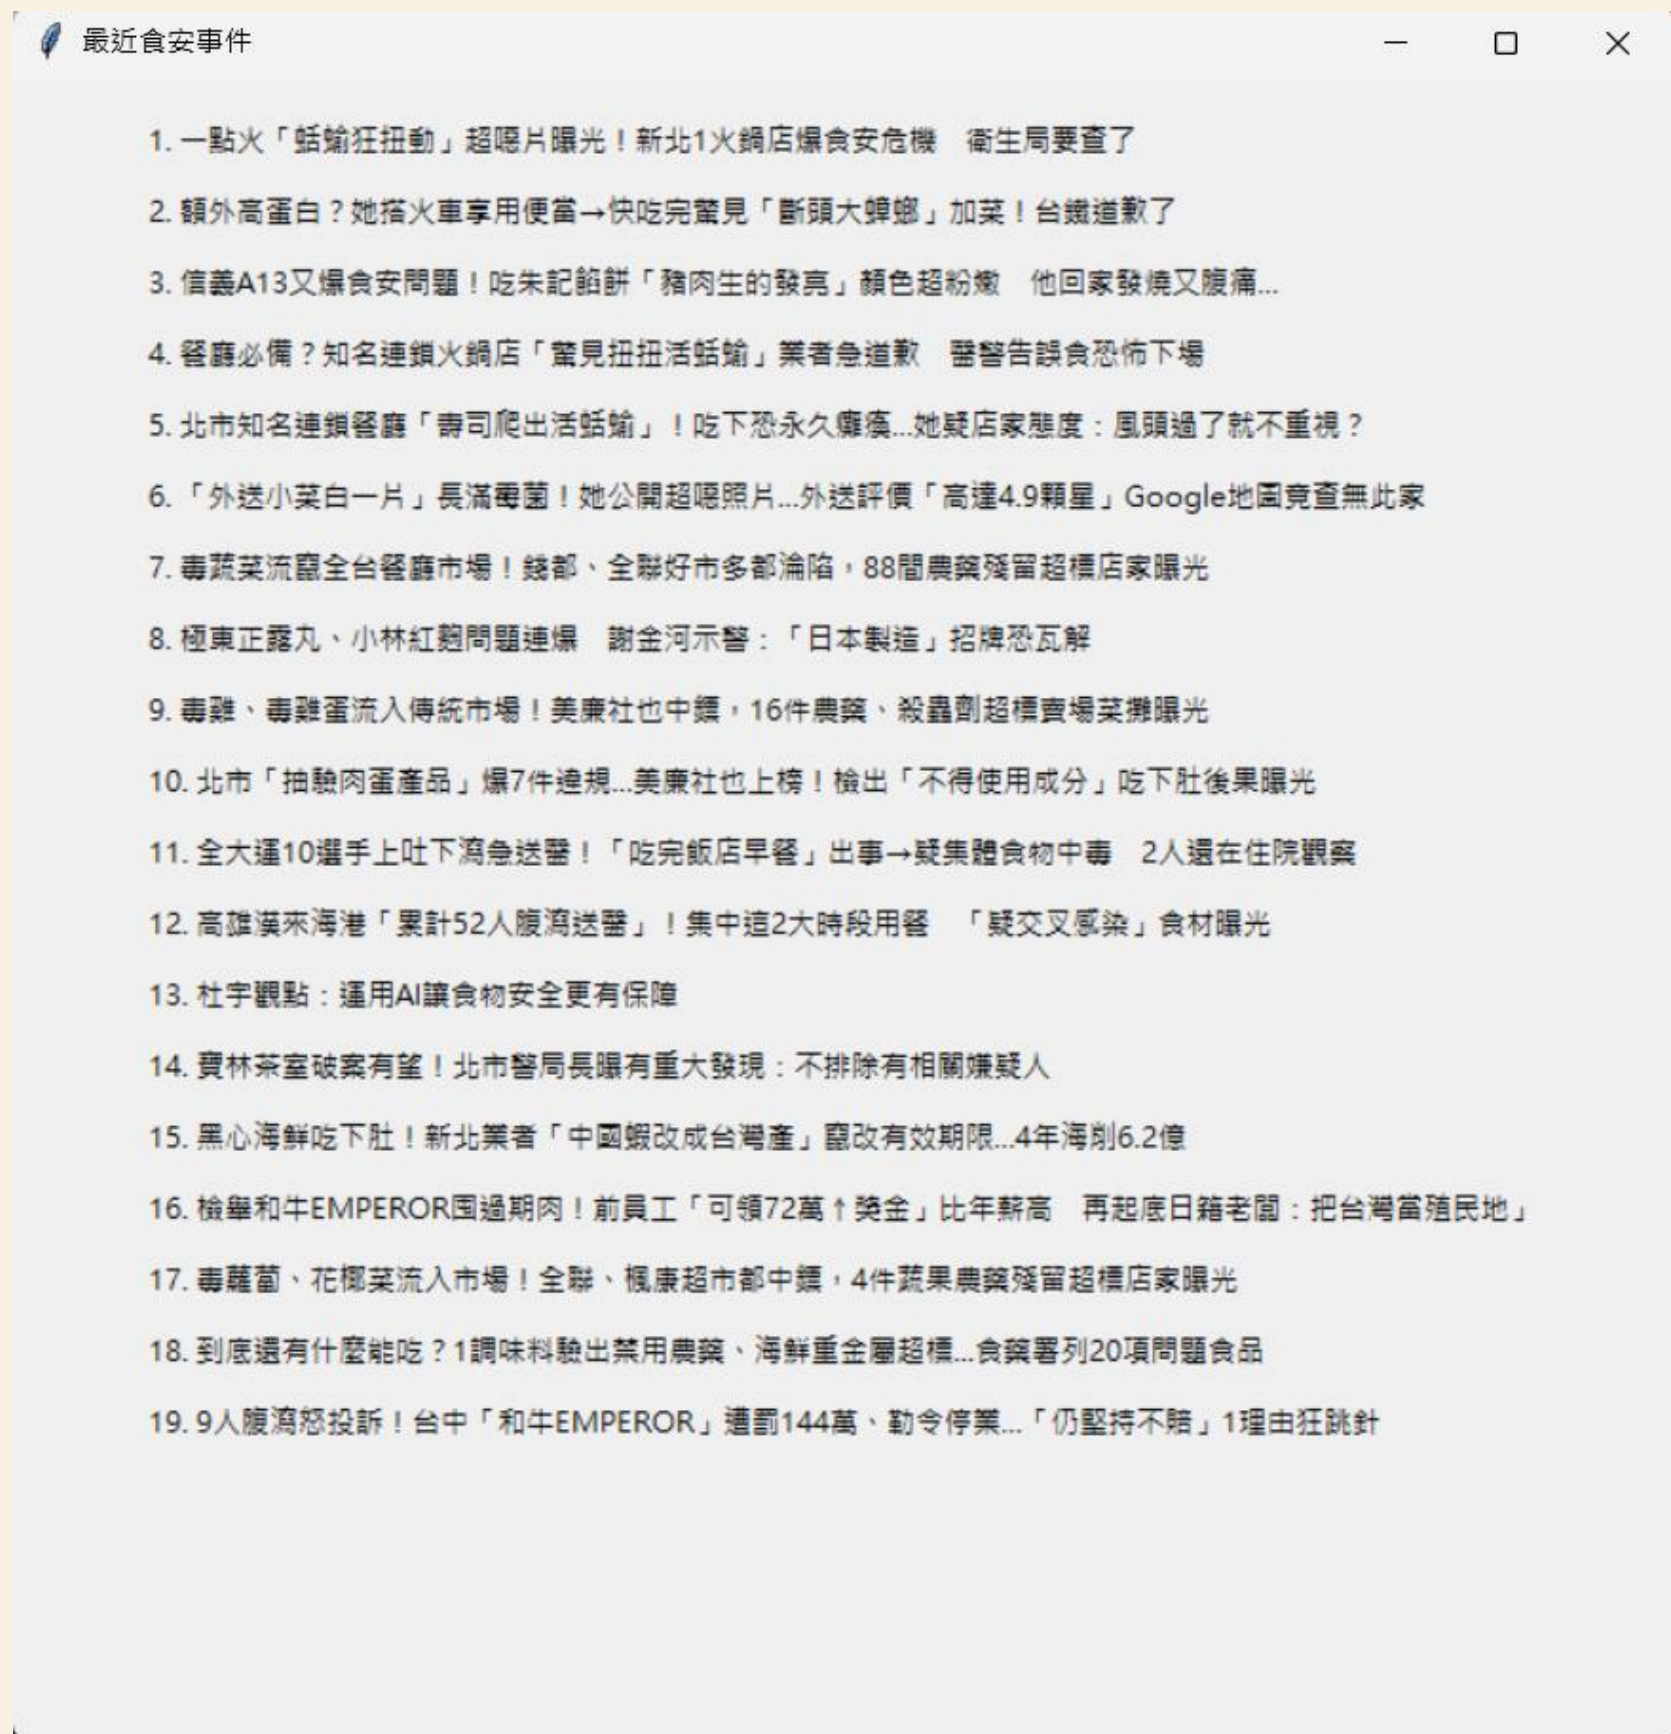 最近食安事件
1. 一點火「蛞蝓狂扭動」超噁片曝光！新北1火鍋店爆食安危機　衛生局要查了
2. 額外高蛋白？她搭火車享用便當→快吃完驚見「斷頭大蟑螂」加菜！台鐵道歉了
3. 信義A13又爆食安問題！吃朱記餡餅「豬肉生的發亮」顏色超粉嫩　他回家發燒又腹痛...
4. 餐廳必備？知名連鎖火鍋店「驚見扭扭活蛞蝓」業者急道歉　醫警告誤食恐怖下場
5. 北市知名連鎖餐廳「壽司爬出活蛞蝓」！吃下恐永久癱瘓...她疑店家態度：風頭過了就不重視？
6. 「外送小菜白一片」長滿霉菌！她公開超噁照片...外送評價「高達4.9顆星」Google地圖竟查無此家
7. 毒蔬菜流竄全台餐廳市場！錢都、全聯好市多都淪陷，88間農藥殘留超標店家曝光
8. 極東正露丸、小林紅麴問題連爆　謝金河示警：「日本製造」招牌恐瓦解
9. 毒雞、毒雞蛋流入傳統市場！美廉社也中鏢，16件農藥、殺蟲劑超標賣場菜攤曝光
10. 北市「抽驗肉蛋產品」爆7件違規...美廉社也上榜！檢出「不得使用成分」吃下肚後果曝光
11. 全大運10選手上吐下瀉急送醫！「吃完飯店早餐」出事→疑集體食物中毒　2人還在住院觀察
12. 高雄漢來海港「累計52人腹瀉送醫」！集中這2大時段用餐　「疑交叉感染」食材曝光
13. 杜宇觀點：運用AI讓食物安全更有保障
14. 寶林茶室破案有望！北市警局長曝有重大發現：不排除有相關嫌疑人
15. 黑心海鮮吃下肚！新北業者「中國蝦改成台灣產」竄改有效期限...4年海削6.2億
16. 檢舉和牛EMPEROR囤過期肉！前員工「可領72萬↑獎金」比年薪高　再起底日籍老闆：把台灣當殖民地」
17. 毒蘿蔔、花椰菜流入市場！全聯、楓康超市都中鏢，4件蔬果農藥殘留超標店家曝光
18. 到底還有什麼能吃？1調味料驗出禁用農藥、海鮮重金屬超標...食藥署列20項問題食品
19. 9人腹瀉怒投訴！台中「和牛EMPEROR」遭罰144萬、勒令停業...「仍堅持不賠」1理由狂跳針